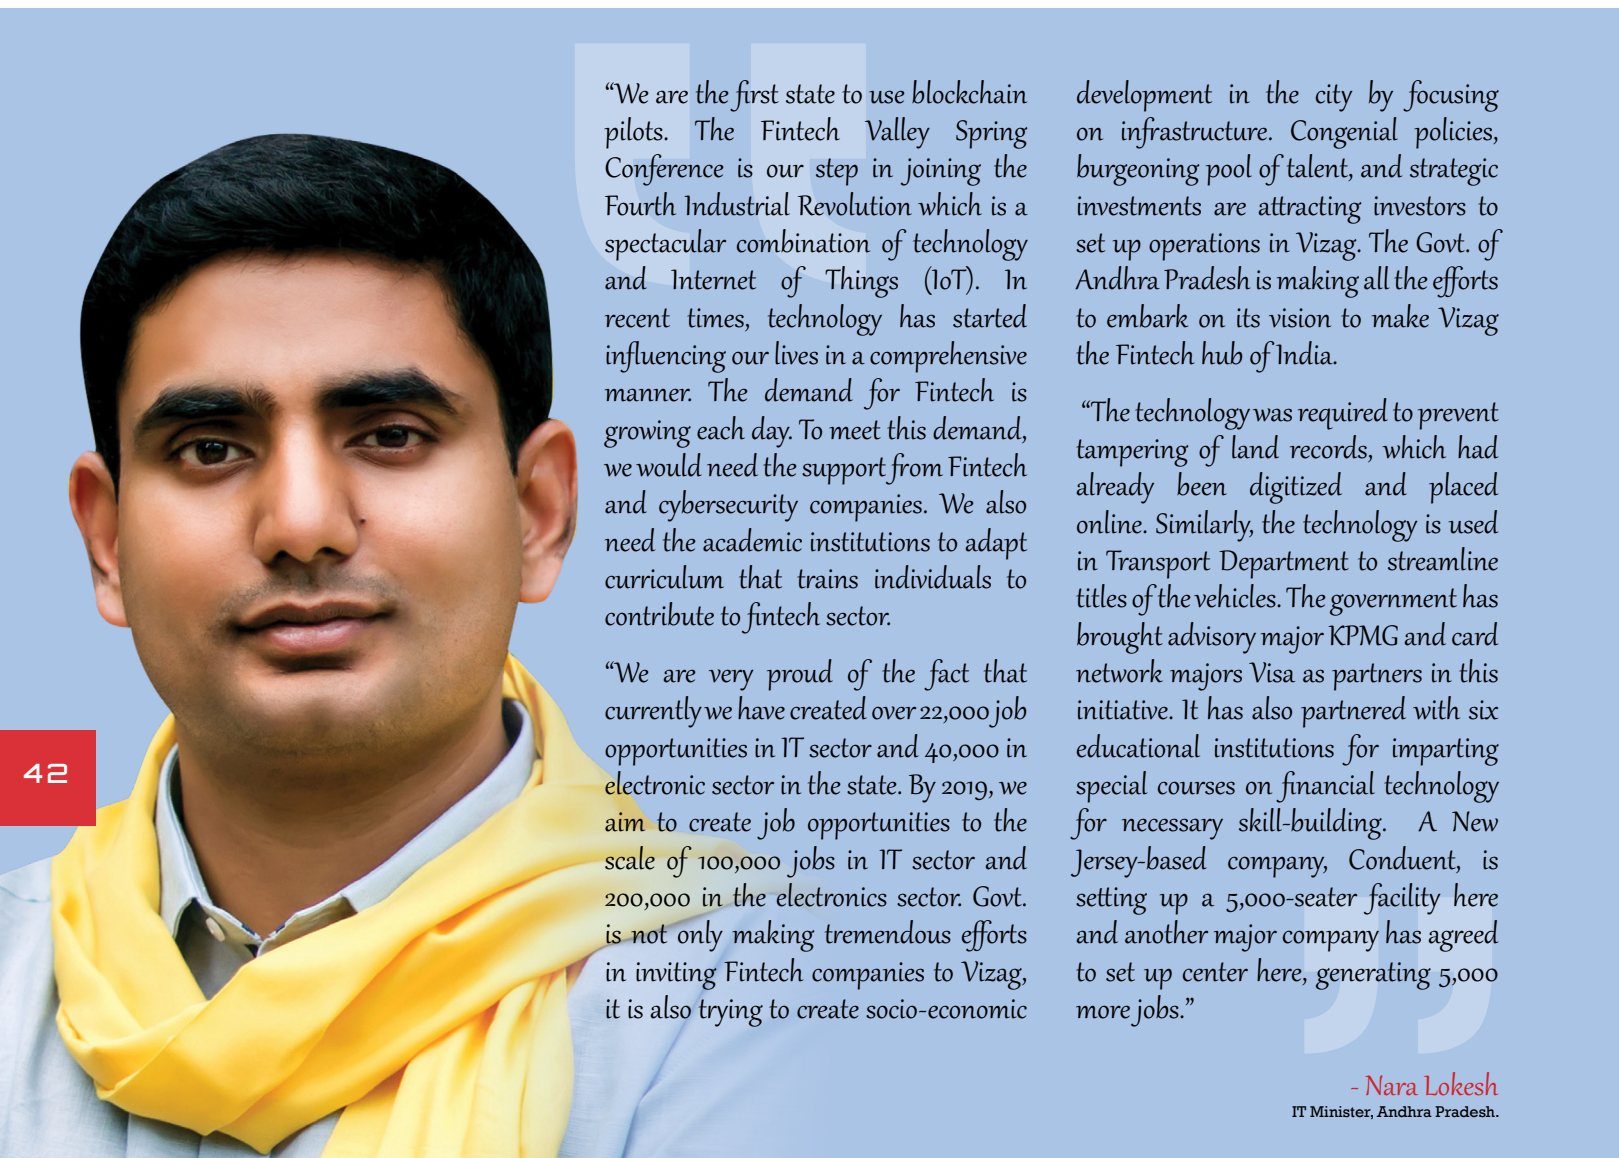 “We are the first state to use blockchain
pilots. The Fintech Valley Spring
Conference is our step in joining the
Fourth Industrial Revolution which is a
spectacular combination of technology
and Internet of Things (IoT). In
recent times, technology has started
influencing our lives in a comprehensive
manner. The demand for Fintech is
growing each day. To meet this demand,
we would need the support from Fintech
and cybersecurity companies. We also
need the academic institutions to adapt
curriculum that trains individuals to
contribute to fintech sector.
“We are very proud of the fact that
currently we have created over 22,000 job
opportunities in IT sector and 40,000 in
electronic sector in the state. By 2019, we
aim to create job opportunities to the
scale of 100,000 jobs in IT sector and
200,000 in the electronics sector. Govt.
is not only making tremendous efforts
in inviting Fintech companies to Vizag,
it is also trying to create socio-economic
development in the city by focusing
on infrastructure. Congenial policies,
burgeoning pool of talent, and strategic
investments are attracting investors to
set up operations in Vizag. The Govt. of
Andhra Pradesh is making all the efforts
to embark on its vision to make Vizag
the Fintech hub of India.
“The technology was required to prevent
tampering of land records, which had
already been digitized and placed
online. Similarly, the technology is used
in Transport Department to streamline
titles of the vehicles. The government has
brought advisory major KPMG and card
network majors Visa as partners in this
initiative. It has also partnered with six
educational institutions for imparting
special courses on financial technology
for necessary skill-building. A New
Jersey-based company, Conduent, is
setting up a 5,000-seater facility here
and another major company has agreed
to set up center here, generating 5,000
more jobs.”
- Nara Lokesh
IT Minister, Andhra Pradesh.
42